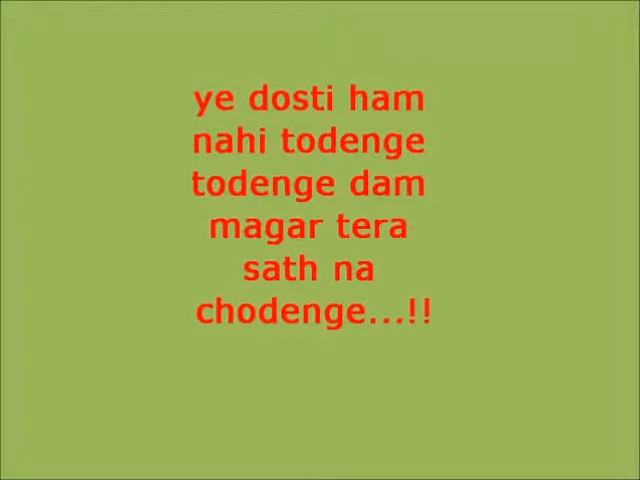 ye dosti ham
nahi todenge
todenge dam
magar tera
sath na
chodenge...!!